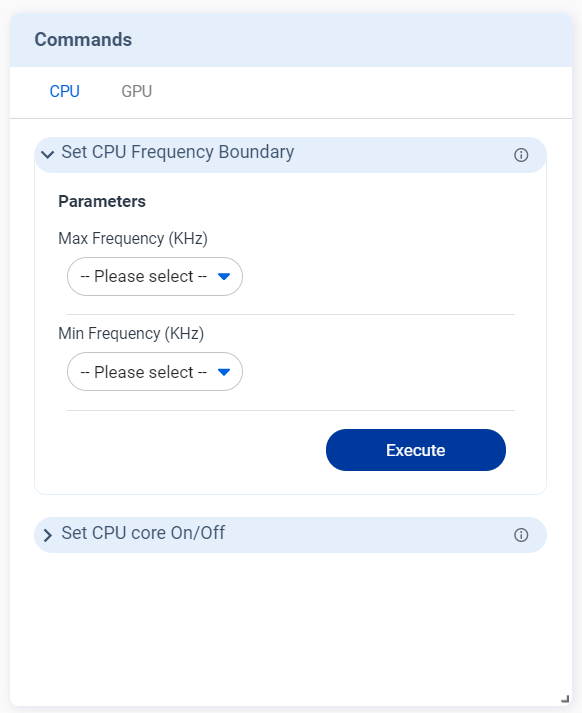 Commands
CPU GPU
Set CPU Frequency Boundary
Parameters
Max Frequency (KHz)
-- Please select --
Min Frequency (KHz)
-- Please select --
Execute
Set CPU core On/Off